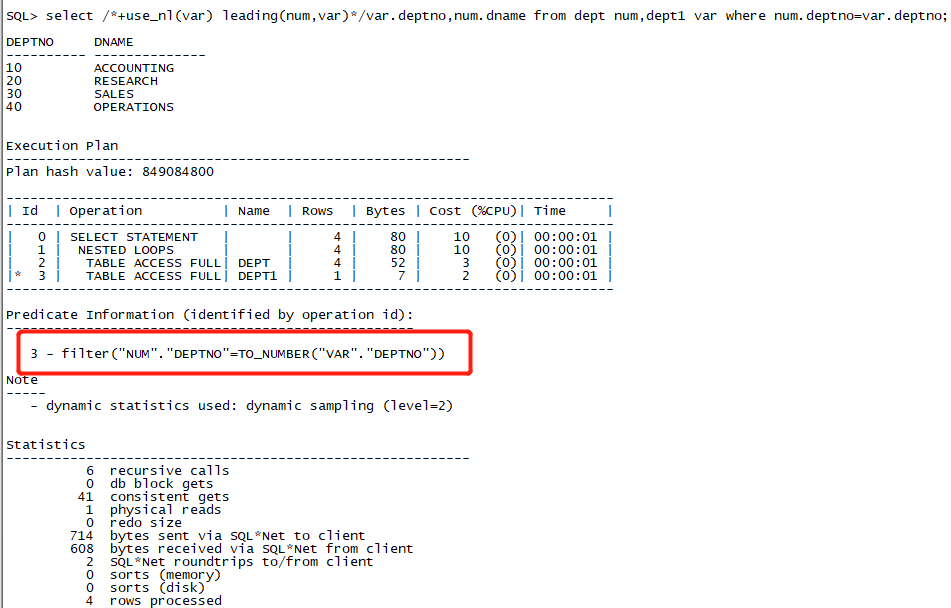 SQL> select /*+use_nl(var) leading(num,var)*/var.deptno,num.dname from dept num,dept1 var where num.deptno=var.deptno;
DEPTNO     DNAME
---------- --------------
10         ACCOUNTING
20         RESEARCH
30         SALES
40         OPERATIONS
Execution Plan
----------------------------------------------------------
Plan hash value: 849084800
----------------------------------------------------------------------------
| Id  | Operation          | Name  | Rows  | Bytes | Cost (%CPU)| Time     |
----------------------------------------------------------------------------
|   0 | SELECT STATEMENT   |       |     4 |    80 |    10   (0)| 00:00:01 |
|   1 |  NESTED LOOPS      |       |     4 |    80 |    10   (0)| 00:00:01 |
|   2 |   TABLE ACCESS FULL| DEPT  |     4 |    52 |     3   (0)| 00:00:01 |
|*  3 |   TABLE ACCESS FULL| DEPT1 |     1 |     7 |     2   (0)| 00:00:01 |
----------------------------------------------------------------------------
Predicate Information (identified by operation id):
---------------------------------------------------
3 - filter("NUM"."DEPTNO"=TO_NUMBER("VAR"."DEPTNO"))
Note
-----
- dynamic statistics used: dynamic sampling (level=2)
Statistics
----------------------------------------------------------
6  recursive calls
0  db block gets
41  consistent gets
1  physical reads
0  redo size
714  bytes sent via SQL*Net to client
608  bytes received via SQL*Net from client
2  SQL*Net roundtrips to/from client
0  sorts (memory)
0  sorts (disk)
4  rows processed